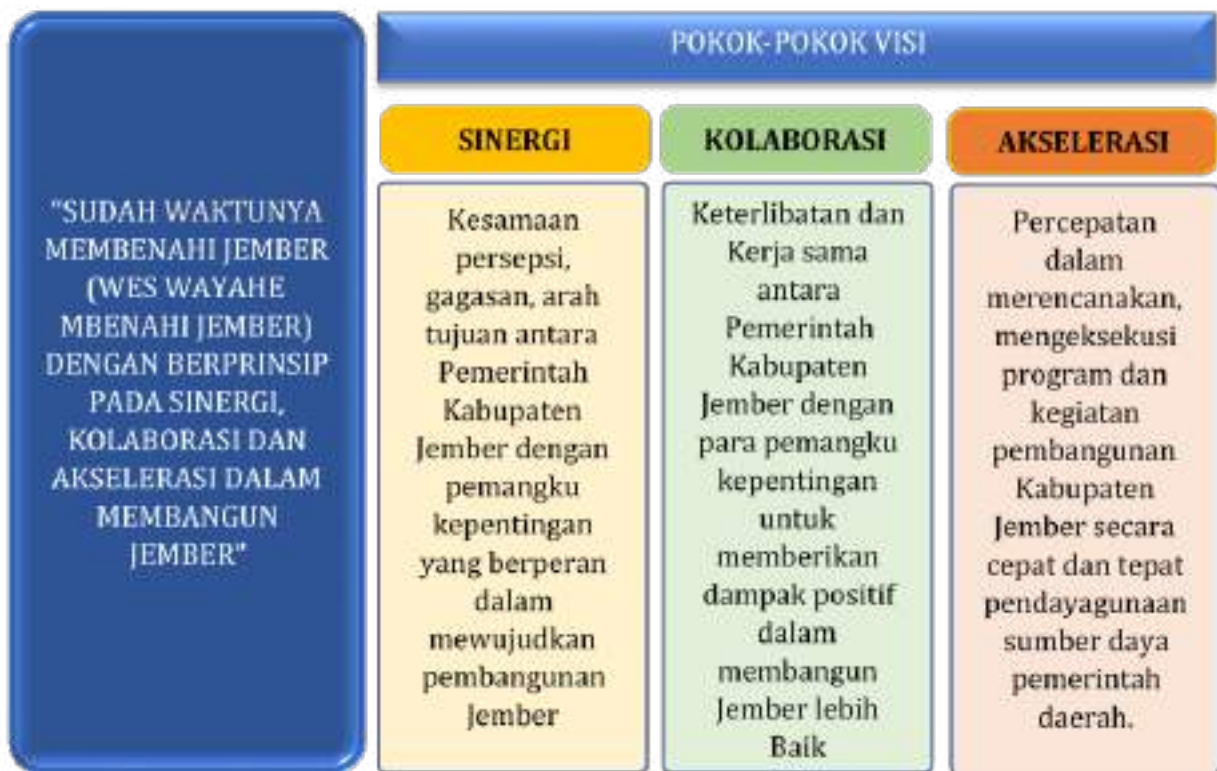 "SUDAH WAKTUNYA
MEMBENAHI JEMBER
(WES WAYAHE
MBENAHI JEMBER)
DENGAN BERPRINSIP
PADA SINERGI,
KOLABORASI DAN
AKSELERASI DALAM
MEMBANGUN
JEMBER"
POKOK-POKOK VISI
SINERGI
Kesamaan
persepsi,
gagasan, arah
tujuan antara
Pemerintah
Kabupaten
Jember dengan
pemangku
kepentingan
yang berperan
dalam
mewujudkan
pembangunan
Jember
KOLABORASI
Keterlibatan dan
Kerja sama
antara
Pemerintah
Kabupaten
Jember dengan
para pemangku
kepentingan
untuk
memberikan
dampak positif
dalam
membangun
Jember lebih
Baik
AKSELERASI
Percepatan
dalam
merencanakan,
mengeksekusi
program dan
kegiatan
pembangunan
Kabupaten
Jember secara
cepat dan tepat
pendayagunaan
sumber daya
pemerintah
daerah.